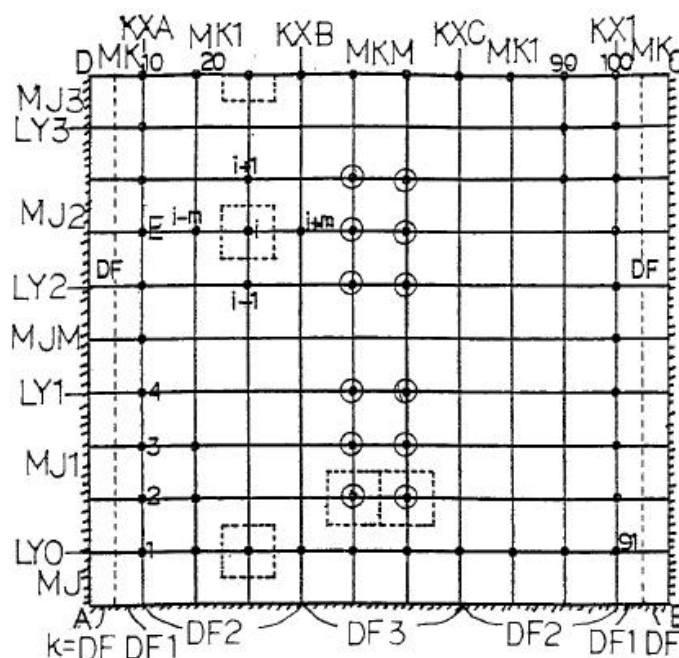 KXA KXB KXC KX1
MK MK1 MKM MK1 MK
D 10 20 90 100 C
MJ3
LY3
i+1
MJ2
E i-m i i+m
DF DF
LY2
i-1
MJM
LY1 4
3
MJ1
2
LY0 1 91
MJ
A B
k=DF DF1 DF2 DF3 DF2 DF1 DF